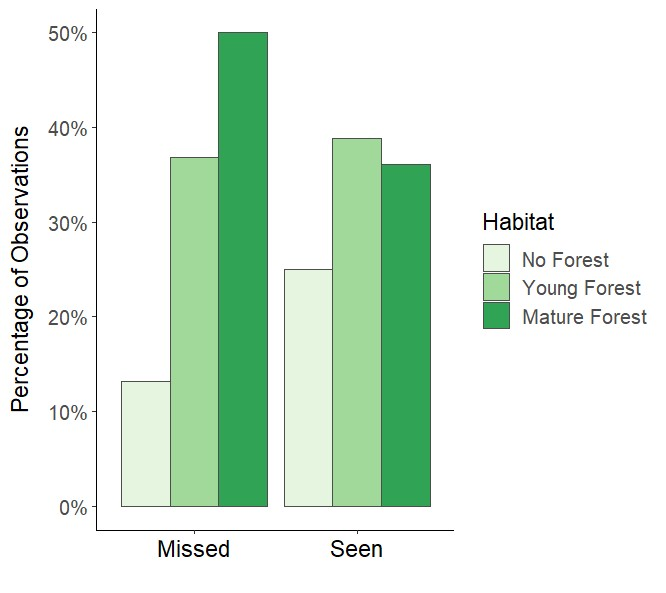 Percentage of Observations
50%
40%
30%
20%
10%
0%
Missed
Seen
Habitat
No Forest
Young Forest
Mature Forest